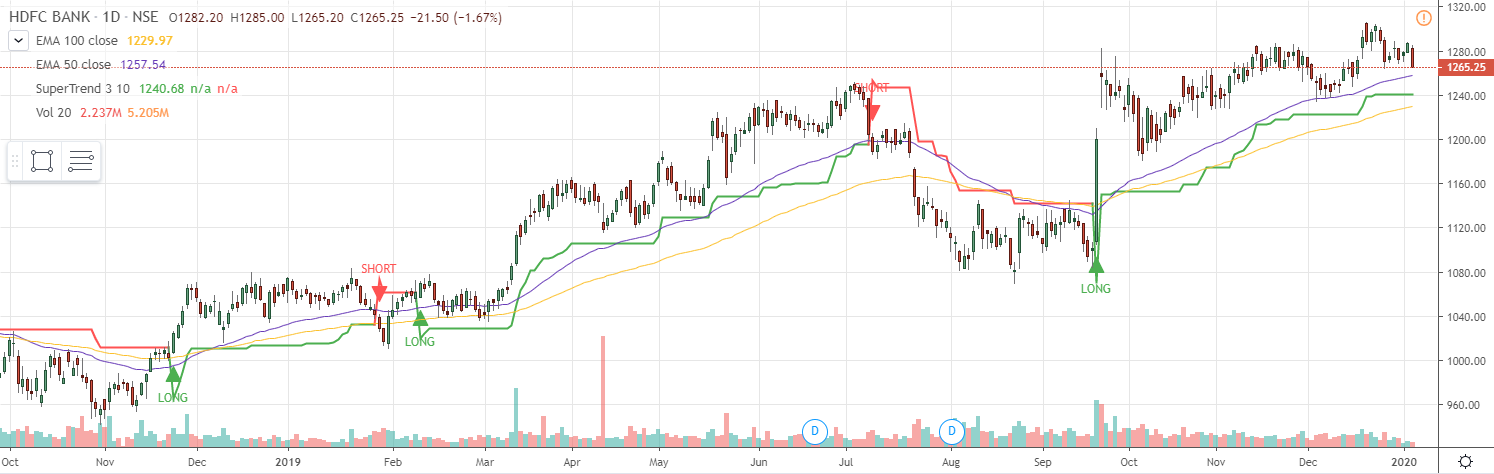 HDFC BANK · 1D · NSE O1282.20 H1285.00 L1265.20 C1265.25 −21.50 (−1.67%)
EMA 100 close 1229.97
EMA 50 close 1257.54
SuperTrend 3 10 1240.68 n/a n/a
Vol 20 2.237M 5.205M
SHORT
SHORT
LONG
LONG
LONG
D
D
1320.00
1280.00
1265.25
1240.00
1200.00
1160.00
1120.00
1080.00
1040.00
1000.00
960.00
Oct Nov Dec 2019 Feb Mar Apr May Jun Jul Aug Sep Oct Nov Dec 2020